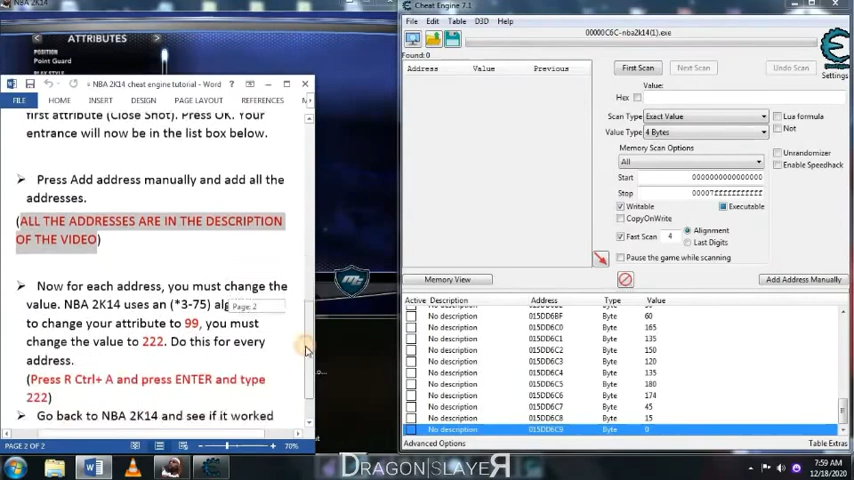 NBA 2K14
ATTRIBUTES
POSITION
Point Guard
NBA 2K14 cheat engine tutorial - Word
FILE HOME INSERT DESIGN PAGE LAYOUT REFERENCES
first attribute (Close Shot). Press OK. Your
entrance will now be in the list box below.
Press Add address manually and add all the
addresses.
(ALL THE ADDRESSES ARE IN THE DESCRIPTION
OF THE VIDEO)
Now for each address, you must change the
value. NBA 2K14 uses an (*3-75) alg
Page: 2
to change your attribute to 99, you must
change the value to 222. Do this for every
address.
(Press R Ctrl+ A and press ENTER and type
222)
Go back to NBA 2K14 and see if it worked
PAGE 2 OF 2 70%
Cheat Engine 7.1
File Edit Table D3D Help
00000C6C-nba2k14(1).exe
Found: 0
Address Value Previous
First Scan Next Scan Undo Scan
Settings
Value:
Hex
Scan Type Exact Value
Lua formula
Not
Value Type 4 Bytes
Memory Scan Options
All
Unrandomizer
Enable Speedhack
Start 0000000000000000
Stop 00007fffffffffff
Writable Executable
CopyOnWrite
Fast Scan 4 Alignment
Last Digits
Pause the game while scanning
Memory View
Add Address Manually
Active Description Address Type Value
No description 015DD6BF Byte 60
No description 015DD6C0 Byte 165
No description 015DD6C1 Byte 135
No description 015DD6C2 Byte 150
No description 015DD6C3 Byte 120
No description 015DD6C4 Byte 135
No description 015DD6C5 Byte 180
No description 015DD6C6 Byte 174
No description 015DD6C7 Byte 45
No description 015DD6C8 Byte 15
No description 015DD6C9 Byte 0
Advanced Options
Table Extras
DRAGON|SLAYER
7:59 AM
12/18/2020